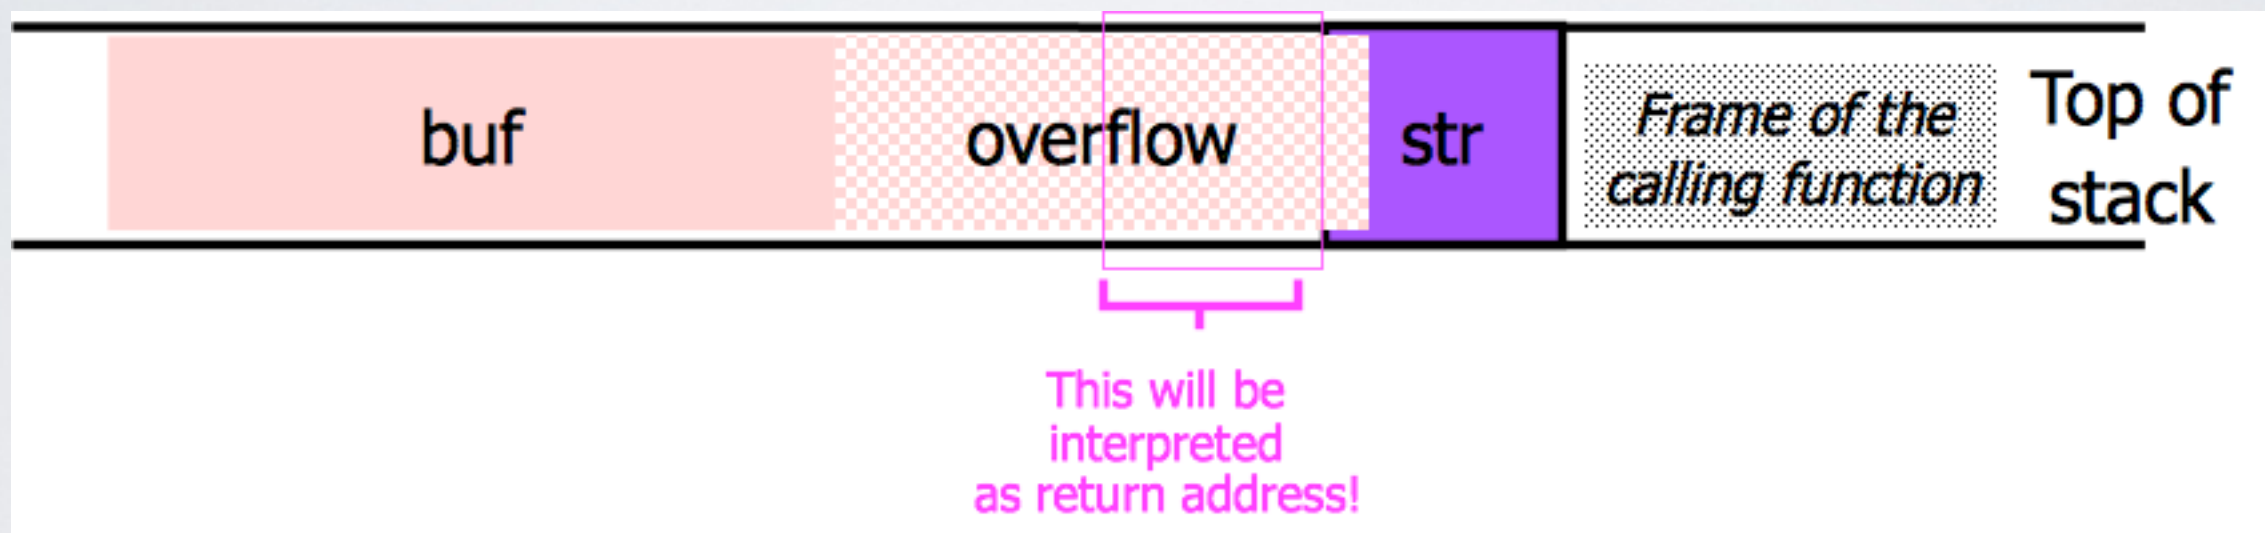 buf
overflow
str
Frame of the
calling function
Top of
stack
This will be
interpreted
as return address!